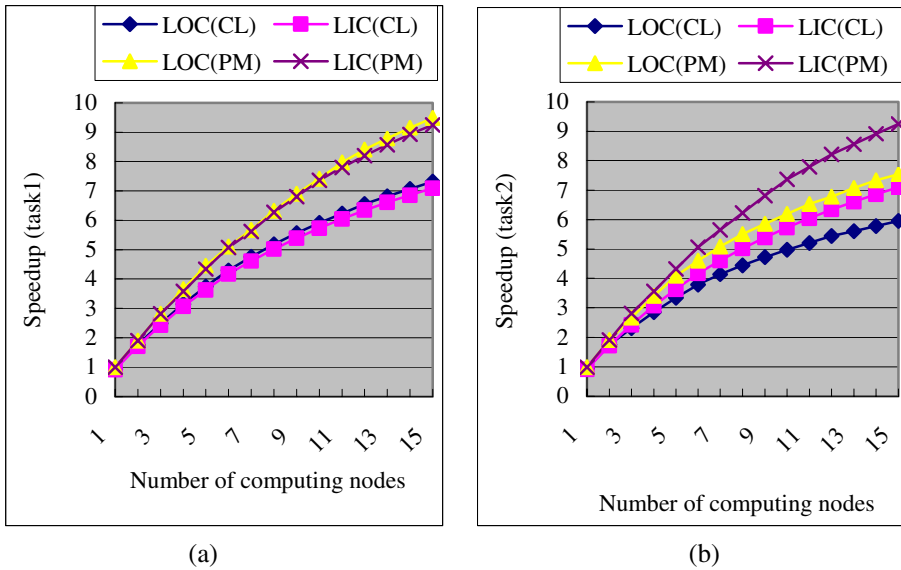 LOC(CL) LIC(CL)
LOC(PM) LIC(PM)
Speedup (task1)
10
9
8
7
6
5
4
3
2
1
0
1 3 5 7 9 11 13 15
Number of computing nodes
(a)
LOC(CL) LIC(CL)
LOC(PM) LIC(PM)
Speedup (task2)
10
9
8
7
6
5
4
3
2
1
0
1 3 5 7 9 11 13 15
Number of computing nodes
(b)